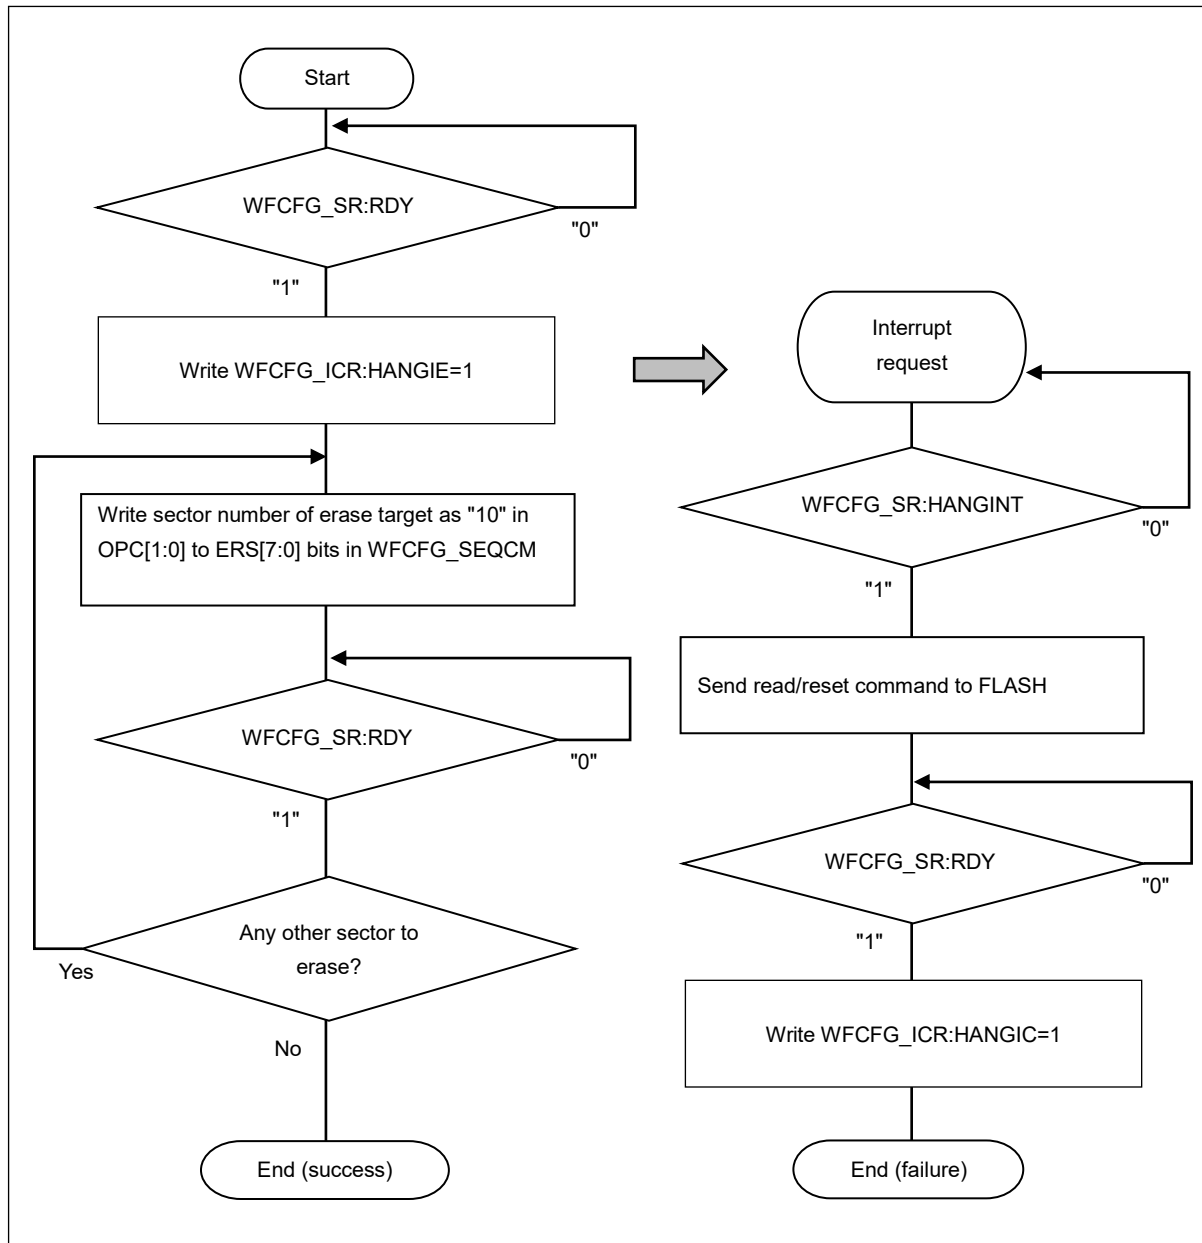 Start
WFCFG_SR:RDY
"0"
"1"
Write WFCFG_ICR:HANGIE=1
Write sector number of erase target as "10" in
OPC[1:0] to ERS[7:0] bits in WFCFG_SEQCM
WFCFG_SR:RDY
"0"
"1"
Any other sector to
erase?
Yes
No
End (success)
Interrupt
request
WFCFG_SR:HANGINT
"0"
"1"
Send read/reset command to FLASH
WFCFG_SR:RDY
"0"
"1"
Write WFCFG_ICR:HANGIC=1
End (failure)